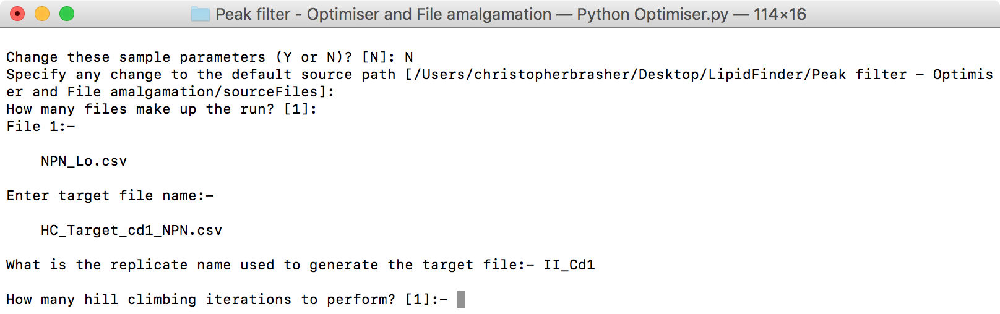 Peak filter - Optimiser and File amalgamation — Python Optimiser.py — 114×16
Change these sample parameters (Y or N)? [N]: N
Specify any change to the default source path [/Users/christopherbrasher/Desktop/LipidFinder/Peak filter - Optimis
er and File amalgamation/sourceFiles]:
How many files make up the run? [1]:
File 1:-
NPN_Lo.csv
Enter target file name:-
HC_Target_cd1_NPN.csv
What is the replicate name used to generate the target file:- II_Cd1
How many hill climbing iterations to perform? [1]:-